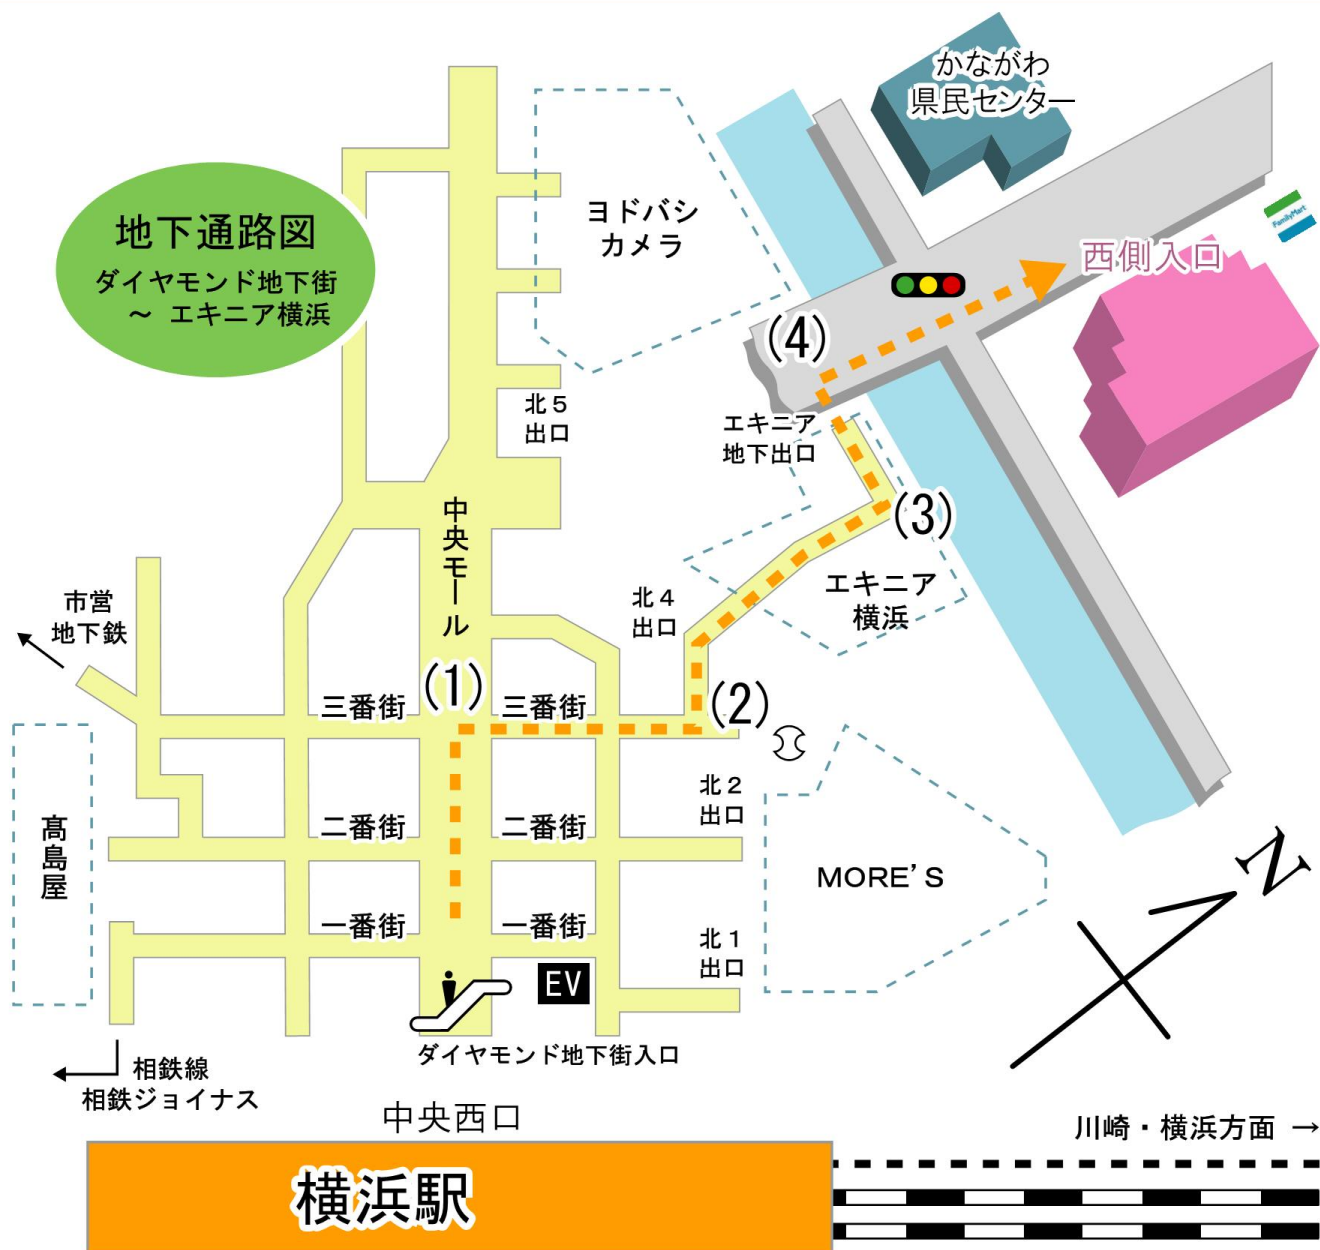 かながわ
県民センター
地下通路図
ダイヤモンド地下街
～ エキニア横浜
ヨドバシ
カメラ
FamilyMart
西側入口
(4)
北5
出口
エキニア
地下出口
中央モール
(3)
エキニア
横浜
市営
地下鉄
北4
出口
三番街
(1)
三番街
(2)
北2
出口
髙島屋
二番街
二番街
MORE'S
N
一番街
一番街
北1
出口
EV
ダイヤモンド地下街入口
相鉄線
相鉄ジョイナス
中央西口
川崎・横浜方面 →
横浜駅